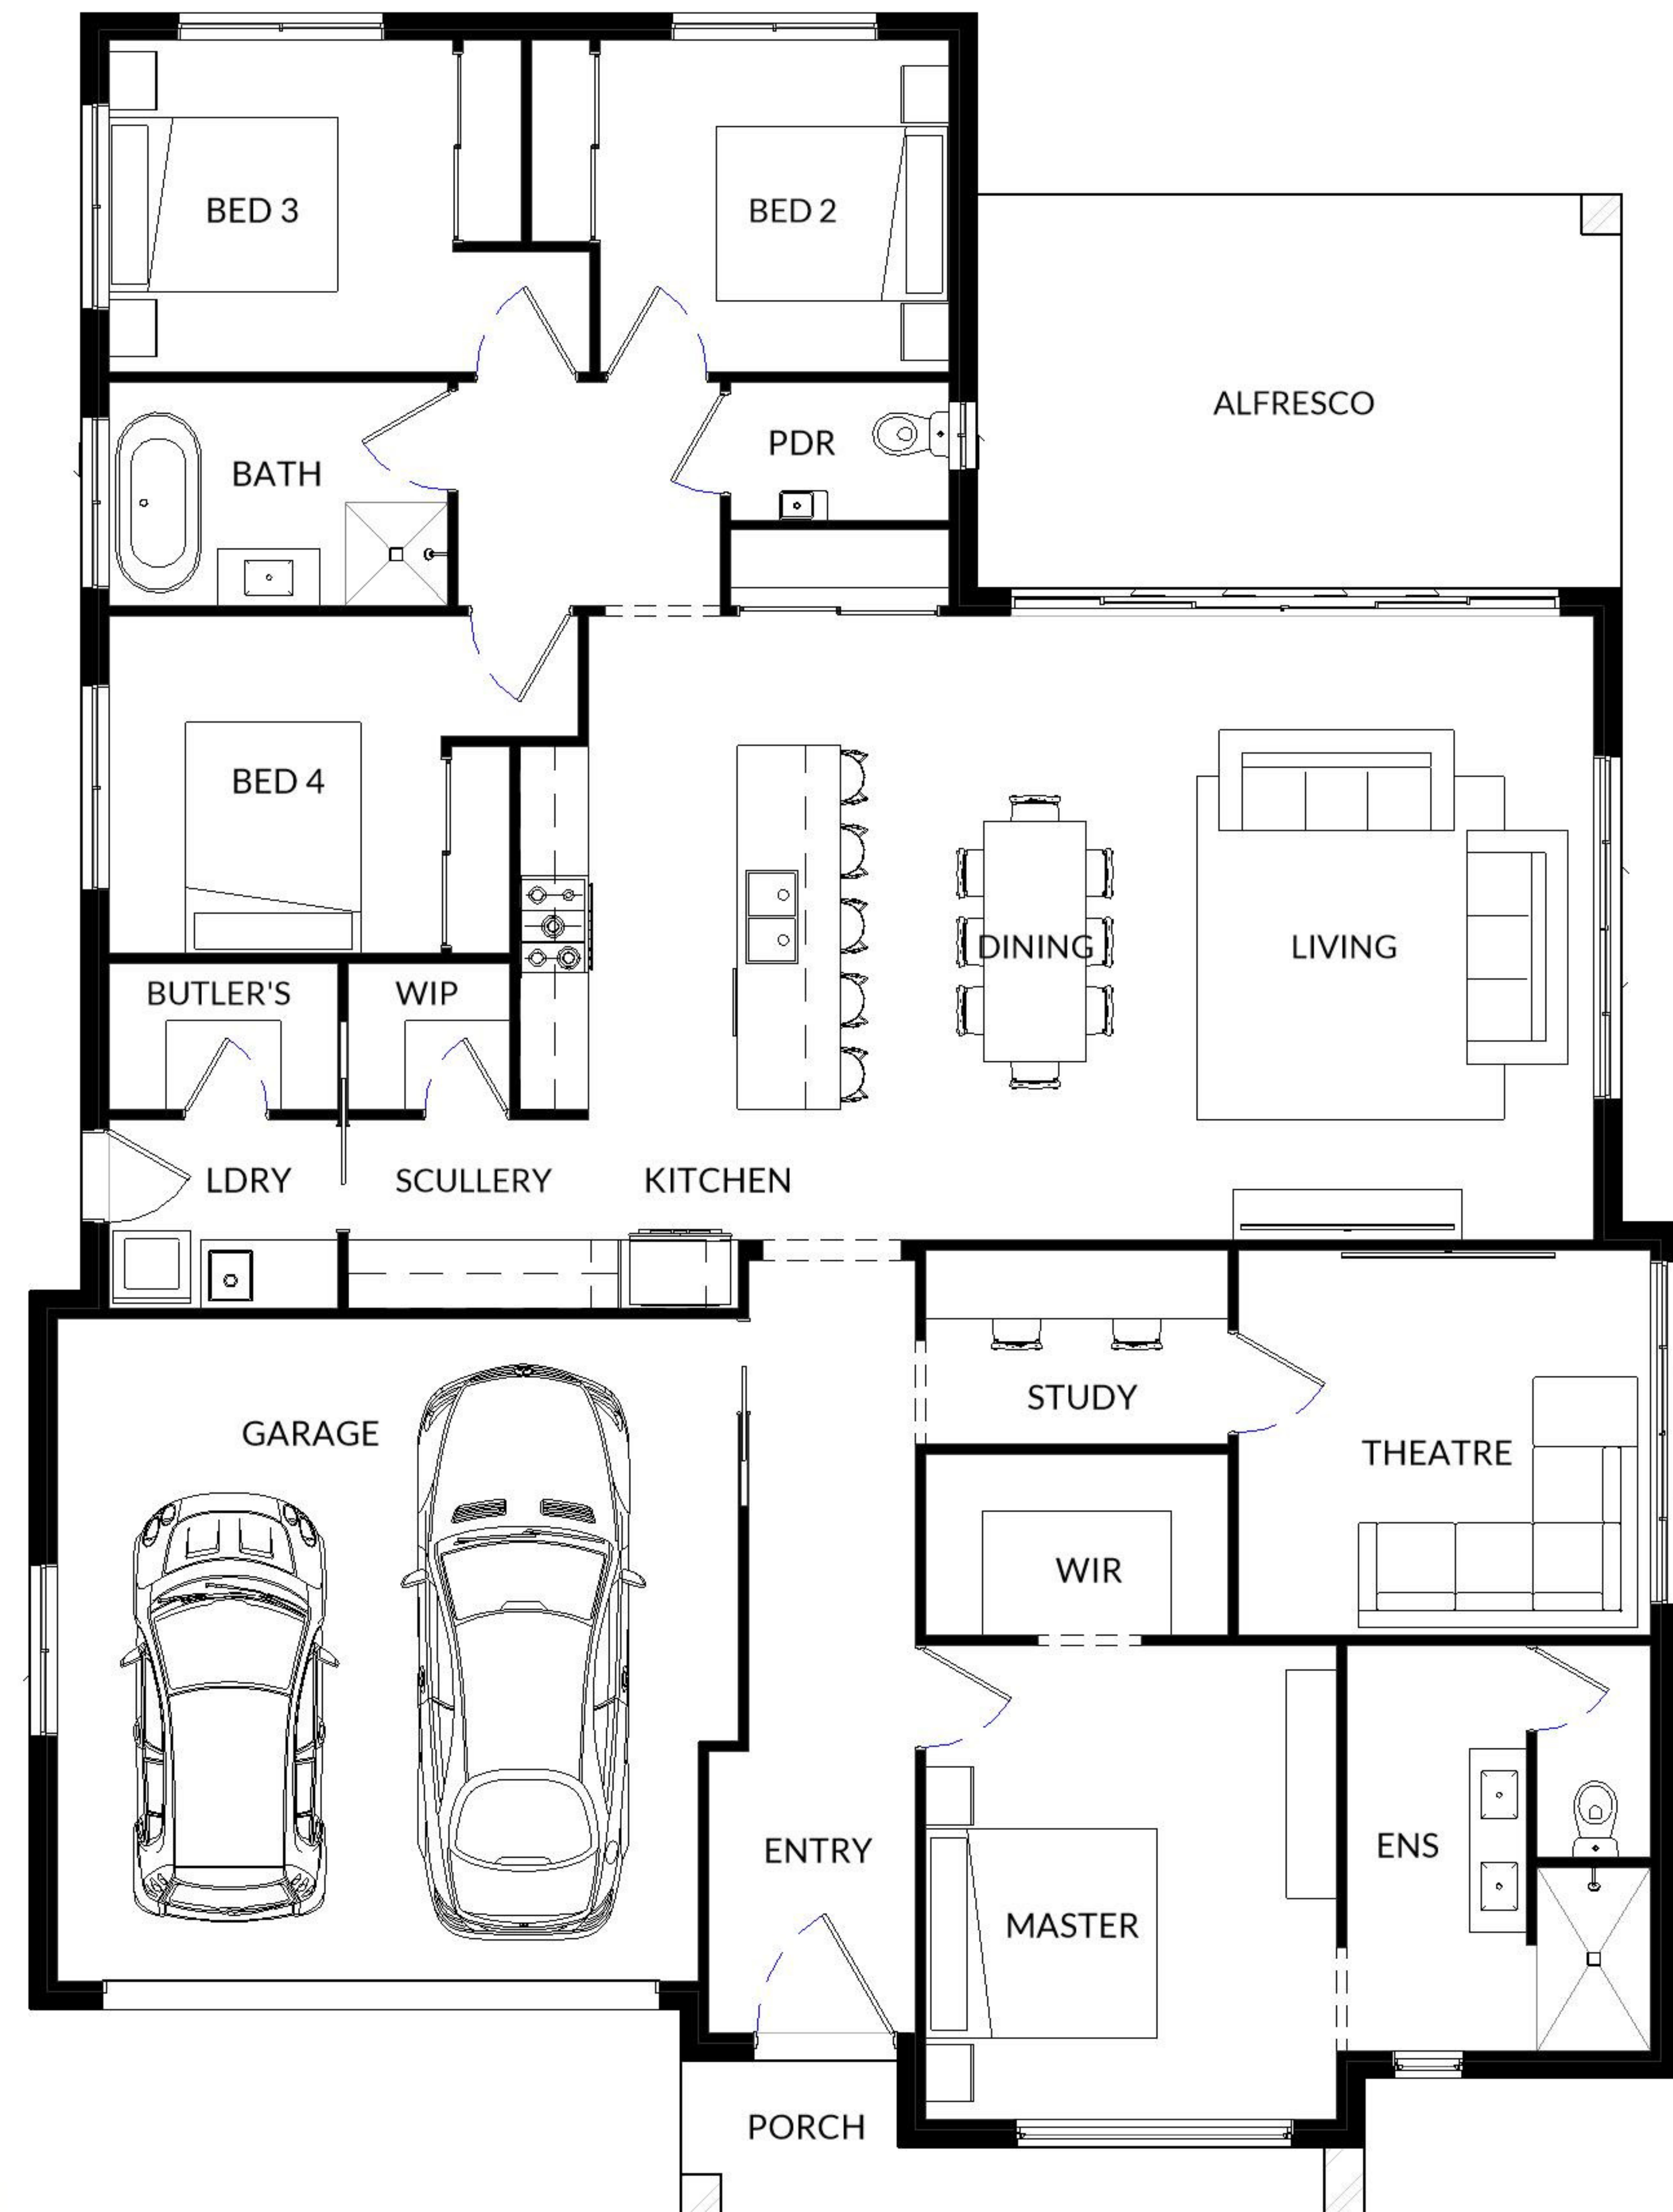 BED 3
BED 2
ALFRESCO
PDR
BATH
BED 4
DINING
LIVING
BUTLER'S
WIP
LDRY
SCULLERY
KITCHEN
STUDY
GARAGE
THEATRE
WIR
ENTRY
ENS
MASTER
PORCH